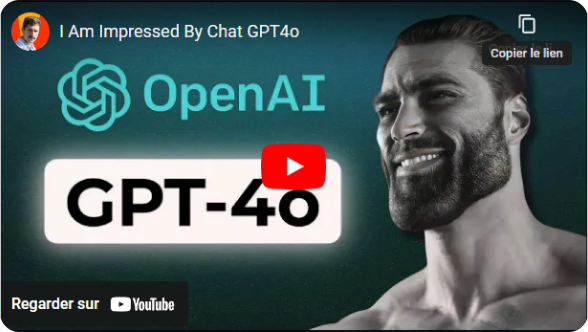 I Am Impressed By Chat GPT4o
Copier le lien
OpenAI
GPT-4o
Regarder sur YouTube